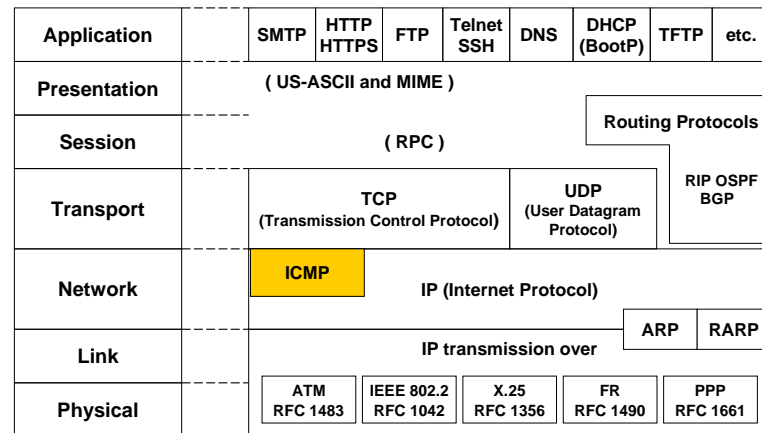 Application
SMTP
HTTP
HTTPS
FTP
Telnet
SSH
DNS
DHCP
(BootP)
TFTP
etc.
Presentation
( US-ASCII and MIME )
Routing Protocols
Session
( RPC )
RIP OSPF
BGP
Transport
TCP
(Transmission Control Protocol)
UDP
(User Datagram
Protocol)
Network
ICMP
IP (Internet Protocol)
ARP
RARP
Link
IP transmission over
Physical
ATM
RFC 1483
IEEE 802.2
RFC 1042
X.25
RFC 1356
FR
RFC 1490
PPP
RFC 1661